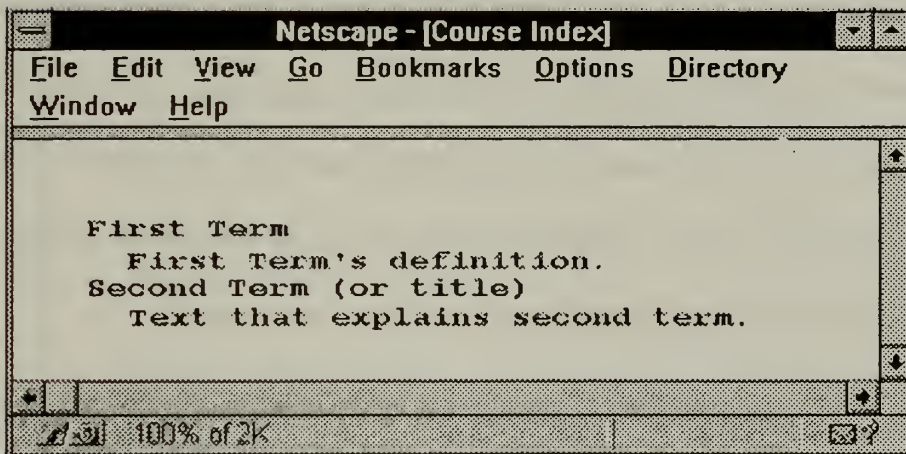 Netscape - [Course Index]
File Edit View Go Bookmarks Options Directory
Window Help
First Term
First Term's definition.
Second Term (or title)
Text that explains second term.
100% of 2K